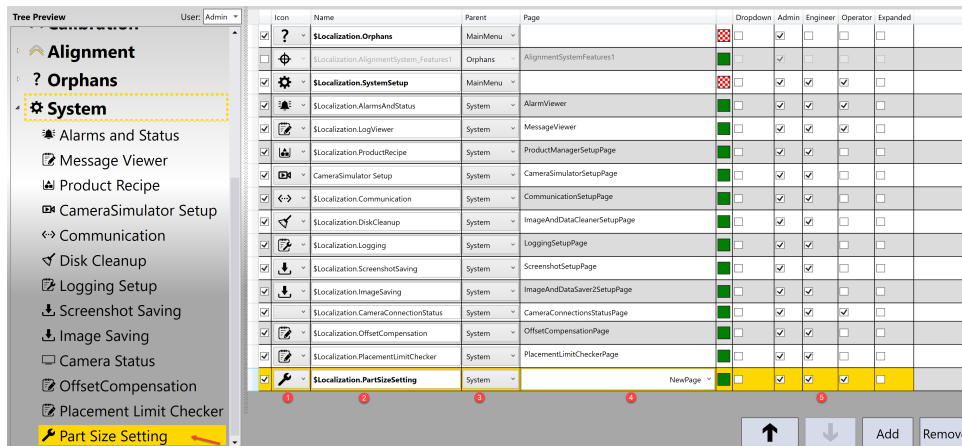 Tree Preview User: Admin
Calibration
Alignment
? Orphans
System
Alarms and Status
Message Viewer
Product Recipe
CameraSimulator Setup
Communication
Disk Cleanup
Logging Setup
Screenshot Saving
Image Saving
Camera Status
OffsetCompensation
Placement Limit Checker
Part Size Setting
Icon Name Parent Page Dropdown Admin Engineer Operator Expanded
? $Localization.Orphans MainMenu
$Localization.AlignmentSystem_Features1 Orphans AlignmentSystemFeatures1
$Localization.SystemSetup MainMenu
$Localization.AlarmsAndStatus System AlarmViewer
$Localization.LogViewer System MessageViewer
$Localization.ProductRecipe System ProductManagerSetupPage
CameraSimulator Setup System CameraSimulatorSetupPage
$Localization.Communication System CommunicationSetupPage
$Localization.DiskCleanup System ImageAndDataCleanerSetupPage
$Localization.Logging System LoggingSetupPage
$Localization.ScreenshotSaving System ScreenshotSetupPage
$Localization.ImageSaving System ImageAndDataSaver2SetupPage
$Localization.CameraConnectionStatus System CameraConnectionsStatusPage
$Localization.OffsetCompensation System OffsetCompensationPage
$Localization.PlacementLimitChecker System PlacementLimitCheckerPage
$Localization.PartSizeSetting System NewPage
1 2 3 4 5
Add Remove